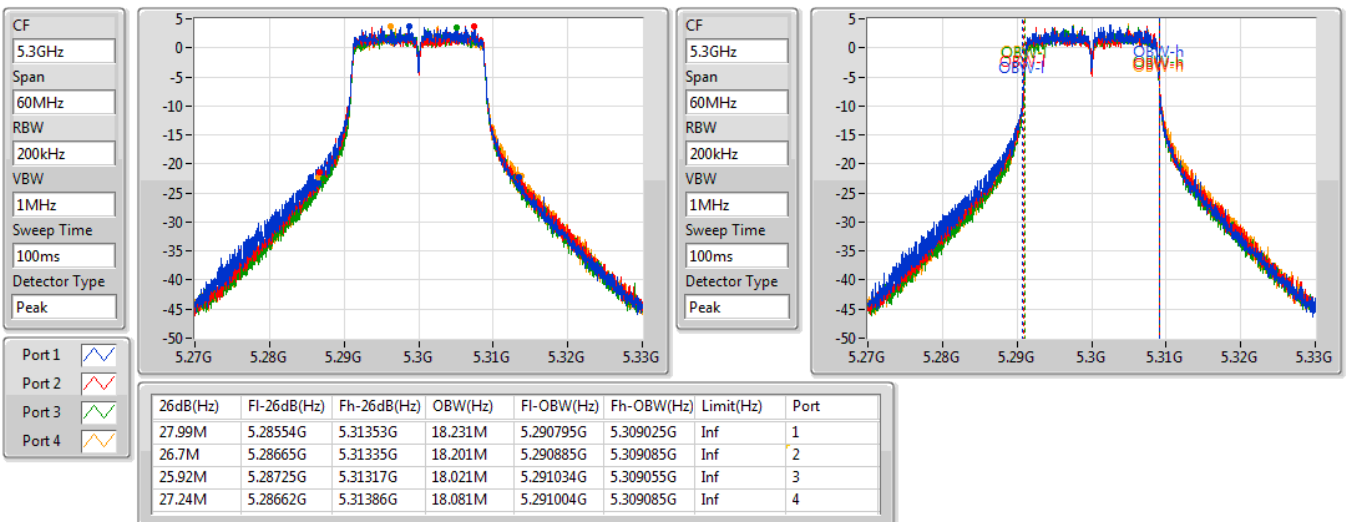 CF
5.3GHz
Span
60MHz
RBW
200kHz
VBW
1MHz
Sweep Time
100ms
Detector Type
Peak
5-
0-
-5-
-10-
-15-
-20-
-25-
-30-
-35-
-40-
-45-
-50-
5.27G 5.28G 5.29G 5.3G 5.31G 5.32G 5.33G
CF
5.3GHz
Span
60MHz
RBW
200kHz
VBW
1MHz
Sweep Time
100ms
Detector Type
Peak
5-
0-
-5-
-10-
-15-
-20-
-25-
-30-
-35-
-40-
-45-
-50-
OBW-l OBW-h
OBW-l OBW-h
OBW-l OBW-h
5.27G 5.28G 5.29G 5.3G 5.31G 5.32G 5.33G
Port 1
Port 2
Port 3
Port 4
26dB(Hz) Fl-26dB(Hz) Fh-26dB(Hz) OBW(Hz) Fl-OBW(Hz) Fh-OBW(Hz) Limit(Hz) Port
27.99M 5.28554G 5.31353G 18.231M 5.290795G 5.309025G Inf 1
26.7M 5.28665G 5.31335G 18.201M 5.290885G 5.309085G Inf 2
25.92M 5.28725G 5.31317G 18.021M 5.291034G 5.309055G Inf 3
27.24M 5.28662G 5.31386G 18.081M 5.291004G 5.309085G Inf 4